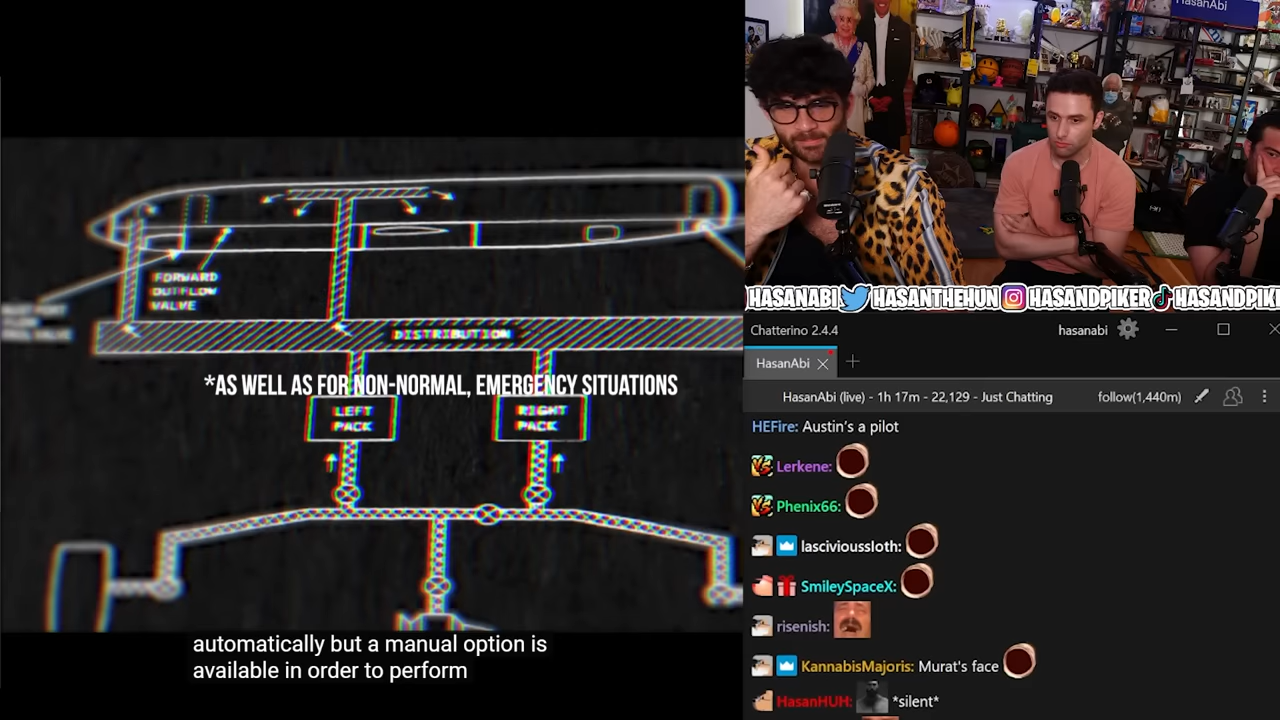 FORWARD
OUTFLOW
VALVE
DISTRIBUTION
*AS WELL AS FOR NON-NORMAL, EMERGENCY SITUATIONS
LEFT
PACK
RIGHT
PACK
automatically but a manual option is
available in order to perform
HasanAbi
HASANABI HASANTHEHUN HASANDPIKER HASANDPIKE
Chatterino 2.4.4
hasanabi
HasanAbi
HasanAbi (live) - 1h 17m - 22,129 - Just Chatting
follow(1,440m)
HEFire: Austin's a pilot
Lerkene:
Phenix66:
lascivioussloth:
SmileySpaceX:
risenish:
KannabisMajoris: Murat's face
HasanHUH: *silent*